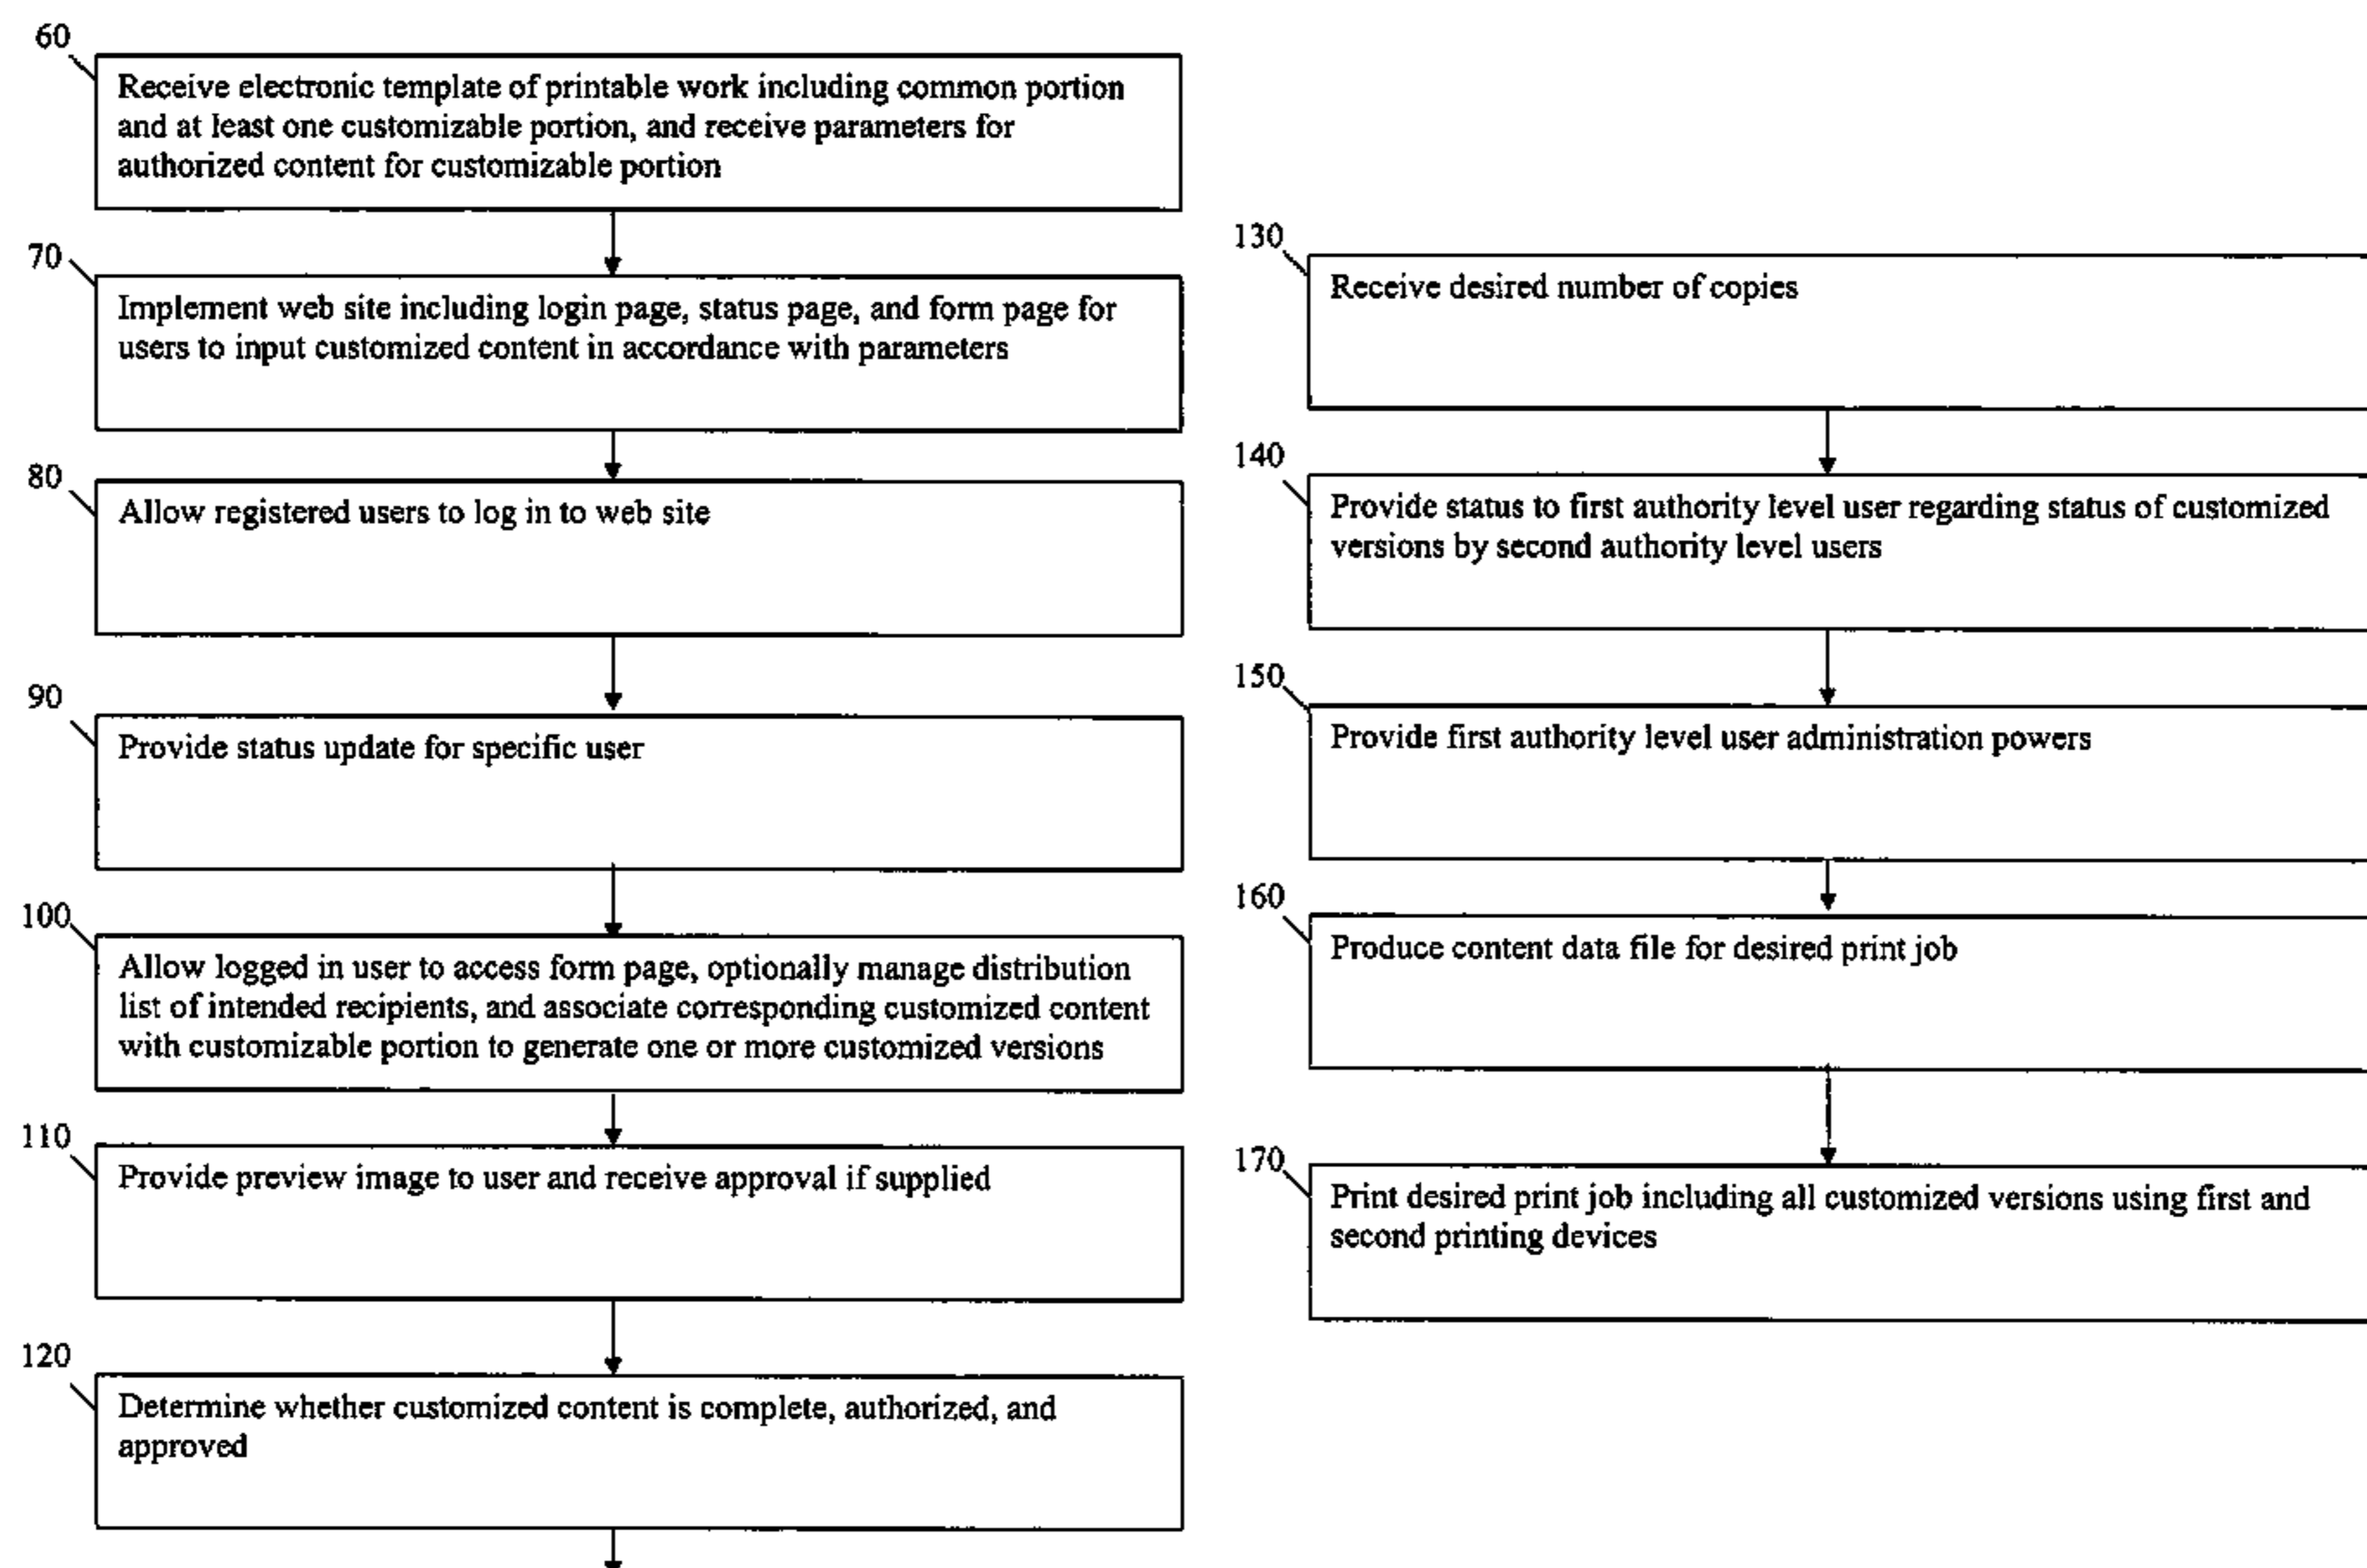 60
Receive electronic template of printable work including common portion
and at least one customizable portion, and receive parameters for
authorized content for customizable portion
70
Implement web site including login page, status page, and form page for
users to input customized content in accordance with parameters
80
Allow registered users to log in to web site
90
Provide status update for specific user
100
Allow logged in user to access form page, optionally manage distribution
list of intended recipients, and associate corresponding customized content
with customizable portion to generate one or more customized versions
110
Provide preview image to user and receive approval if supplied
120
Determine whether customized content is complete, authorized, and
approved
130
Receive desired number of copies
140
Provide status to first authority level user regarding status of customized
versions by second authority level users
150
Provide first authority level user administration powers
160
Produce content data file for desired print job
170
Print desired print job including all customized versions using first and
second printing devices